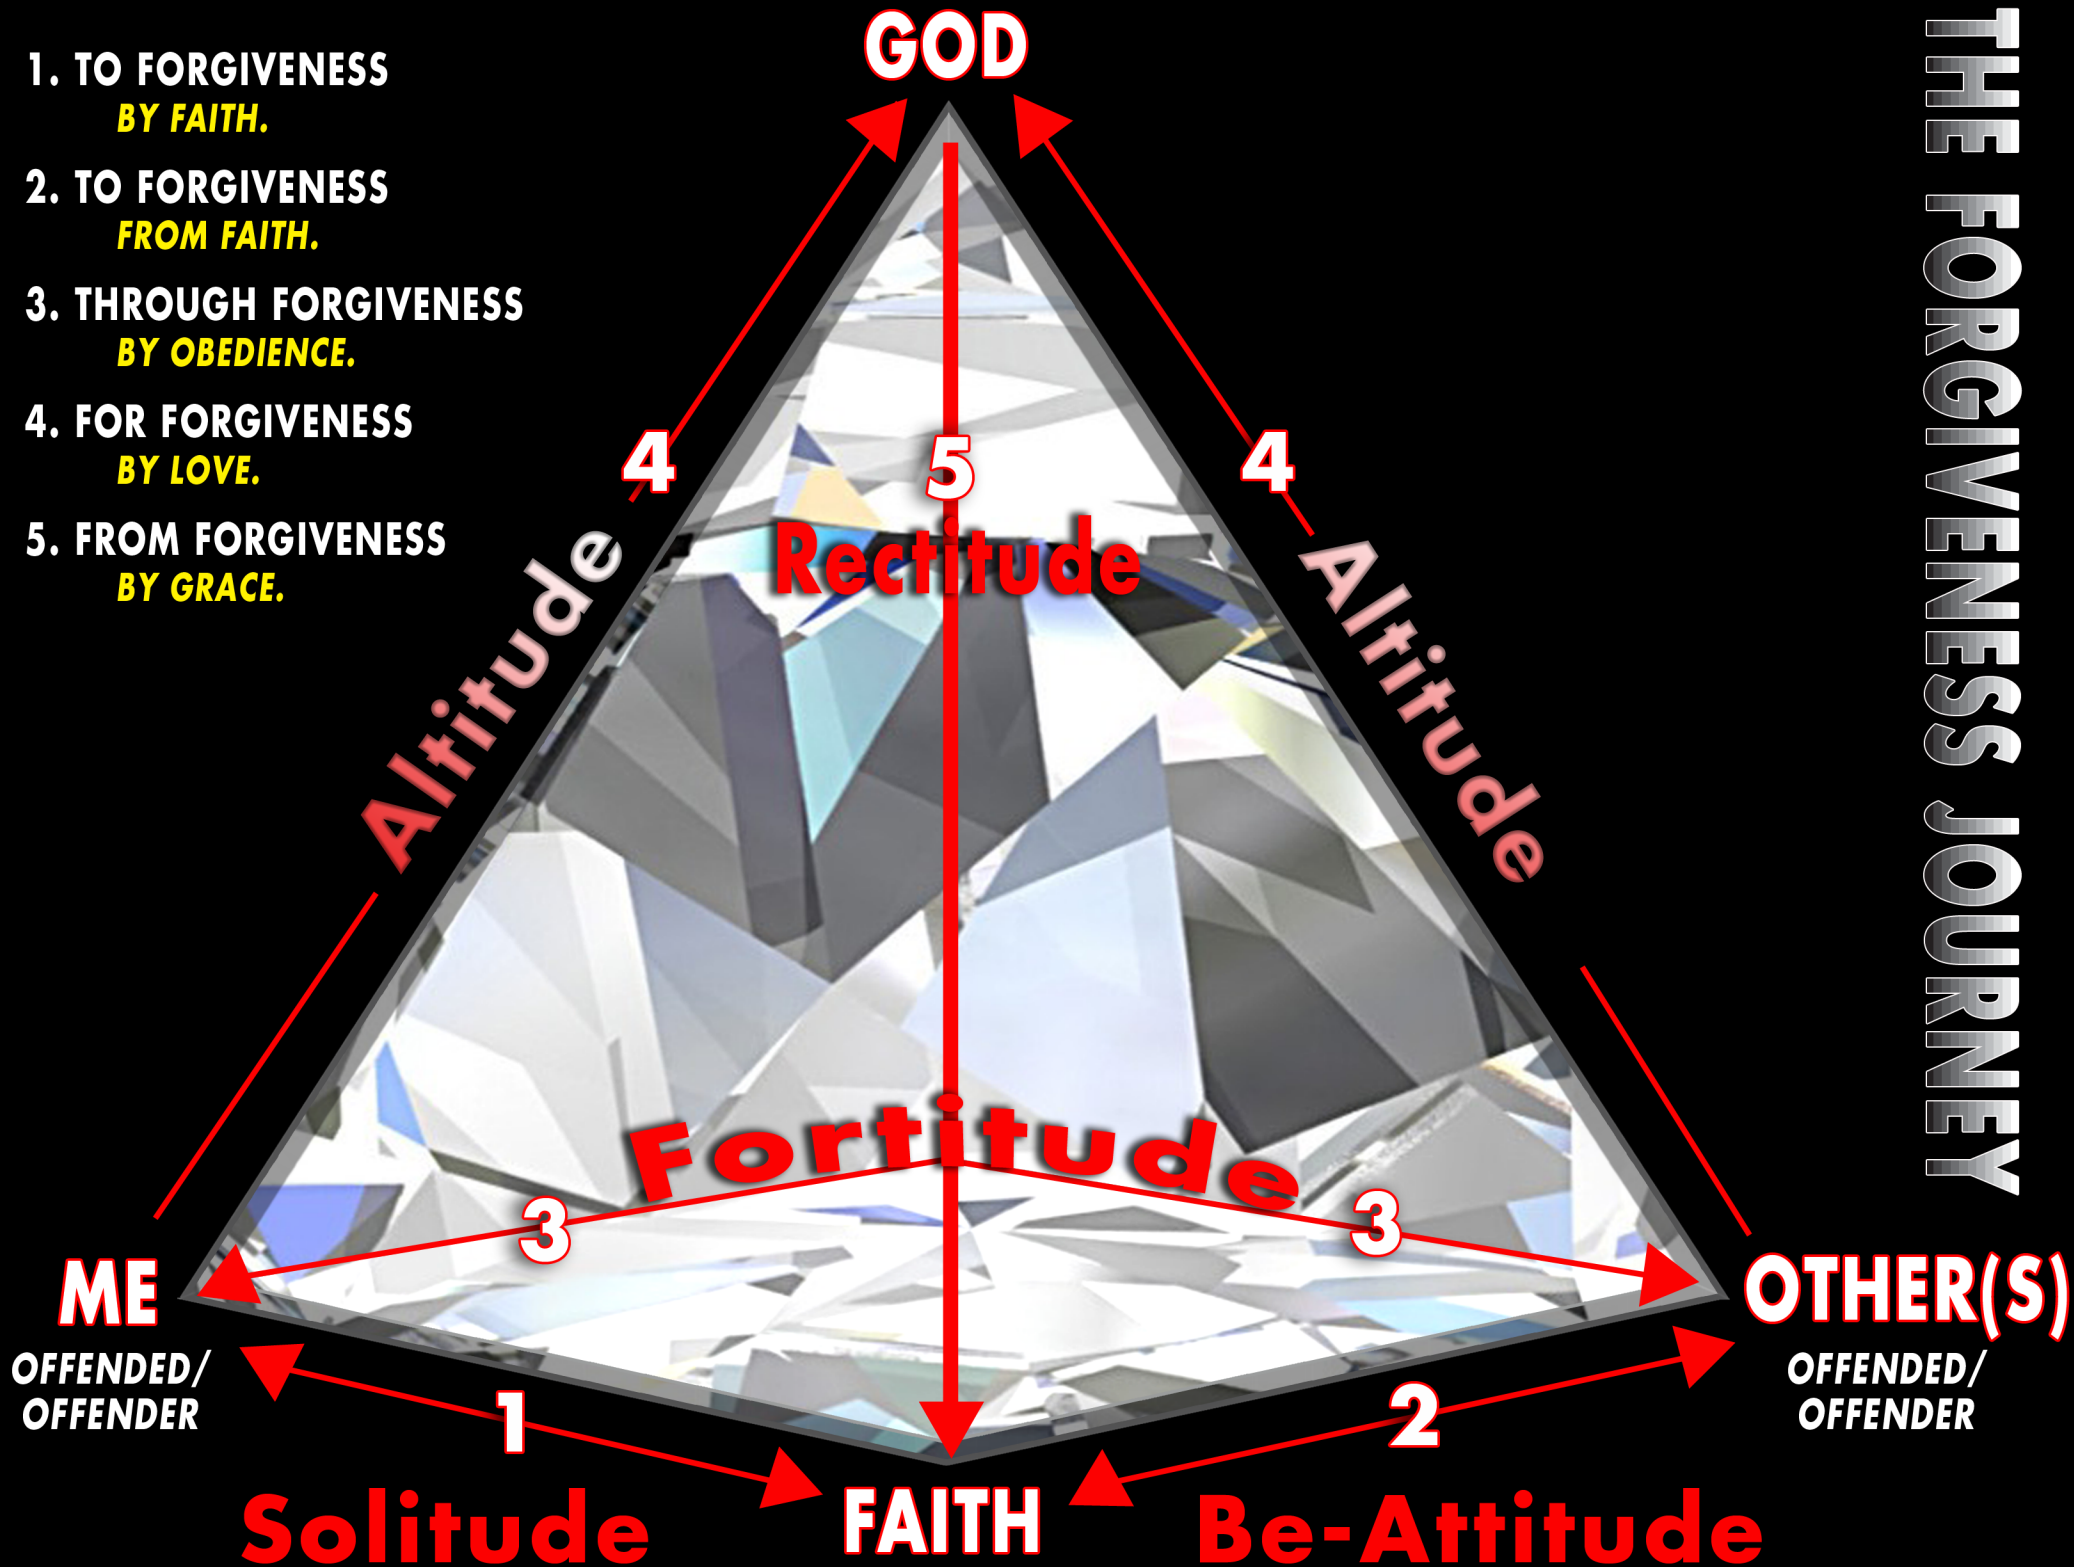 GOD
1. TO FORGIVENESS
BY FAITH.
2. TO FORGIVENESS
FROM FAITH.
3. THROUGH FORGIVENESS
BY OBEDIENCE.
4. FOR FORGIVENESS
BY LOVE.
5. FROM FORGIVENESS
BY GRACE.
THE FORGIVENESS JOURNEY
4
5
4
Rectitude
Altitude
Altitude
Fortitude
3
3
ME
OFFENDED/
OFFENDER
OTHER(S)
OFFENDED/
OFFENDER
1
2
Solitude
FAITH
Be-Attitude